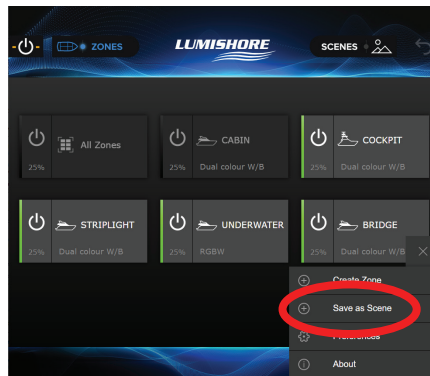 ZONES
LUMISHORE
SCENES
All Zones
25%
CABIN
25% Dual colour W/B
COCKPIT
25% Dual colour W/B
STRIPLIGHT
25% Dual colour W/B
UNDERWATER
25% RGBW
BRIDGE
25% Dual colour W/B
Create Zone
Save as Scene
Preferences
About